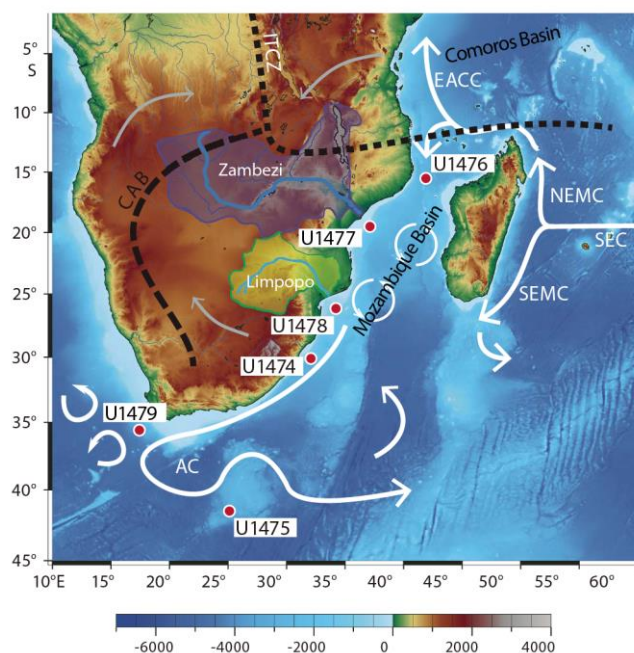 5°
S
10°
15°
20°
25°
30°
35°
40°
45°
10°E
15°
20°
25°
30°
35°
40°
45°
50°
55°
60°
ITCZ
Comoros Basin
EACC
U1476
Zambezi
CAB
NEMC
U1477
Mozambique Basin
SEC
Limpopo
SEMC
U1478
U1474
U1479
AC
U1475
-6000
-4000
-2000
0
2000
4000